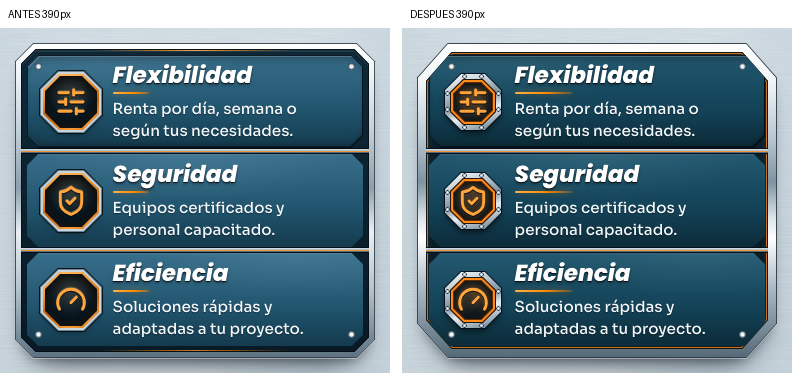 ANTES 390px
Flexibilidad
Renta por día, semana o
según tus necesidades.
Seguridad
Equipos certificados y
personal capacitado.
Eficiencia
Soluciones rápidas y
adaptadas a tu proyecto.
DESPUES 390px
Flexibilidad
Renta por día, semana o
según tus necesidades.
Seguridad
Equipos certificados y
personal capacitado.
Eficiencia
Soluciones rápidas y
adaptadas a tu proyecto.